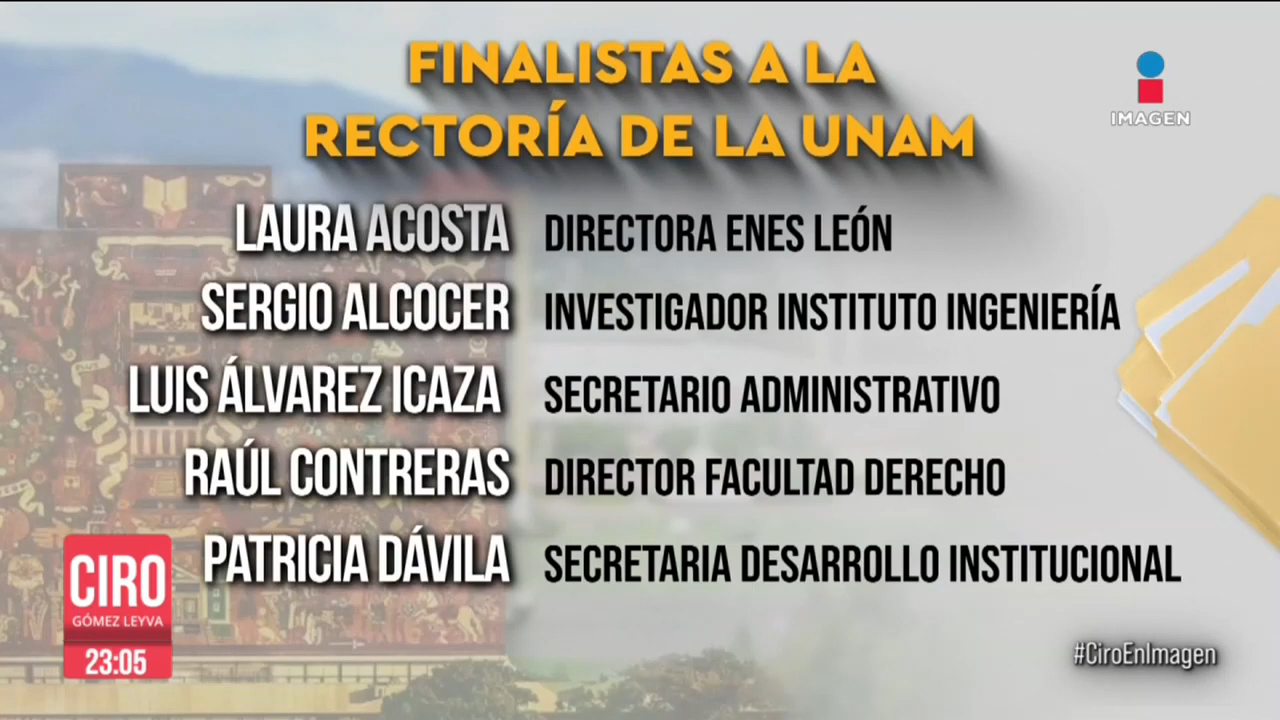 FINALISTAS A LA
RECTORÍA DE LA UNAM
IMAGEN
LAURA ACOSTA DIRECTORA ENES LEÓN
SERGIO ALCOCER INVESTIGADOR INSTITUTO INGENIERÍA
LUIS ÁLVAREZ ICAZA SECRETARIO ADMINISTRATIVO
RAÚL CONTRERAS DIRECTOR FACULTAD DERECHO
PATRICIA DÁVILA SECRETARIA DESARROLLO INSTITUCIONAL
CIRO
GÓMEZ LEYVA
23:05
#CiroEnImagen